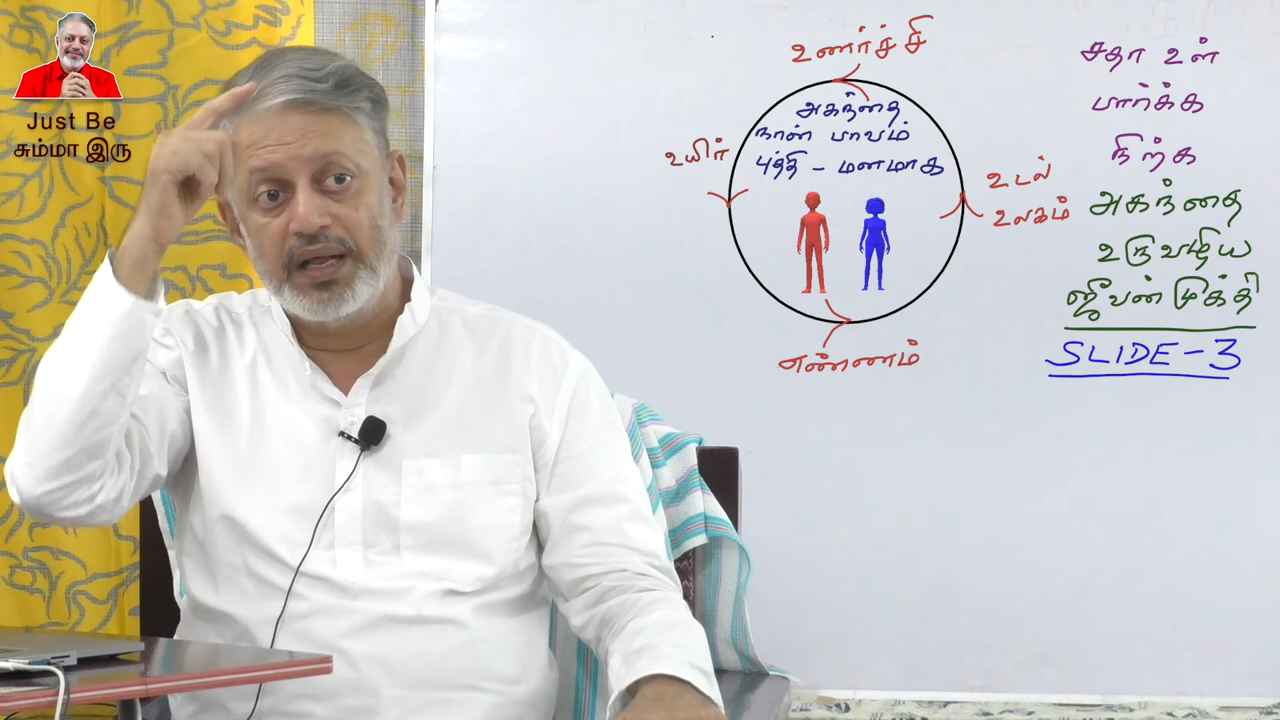 Just Be
சும்மா இரு
உணர்ச்சி
அகந்தை
நான் பாவம்
புத்தி - மனமாக
உயிர்
உடல்
உலகம்
எண்ணம்
சதா உள்
பார்க்க
நிற்க
அகந்தை
உருவழிய
ஜீவன் முக்தி
SLIDE-3